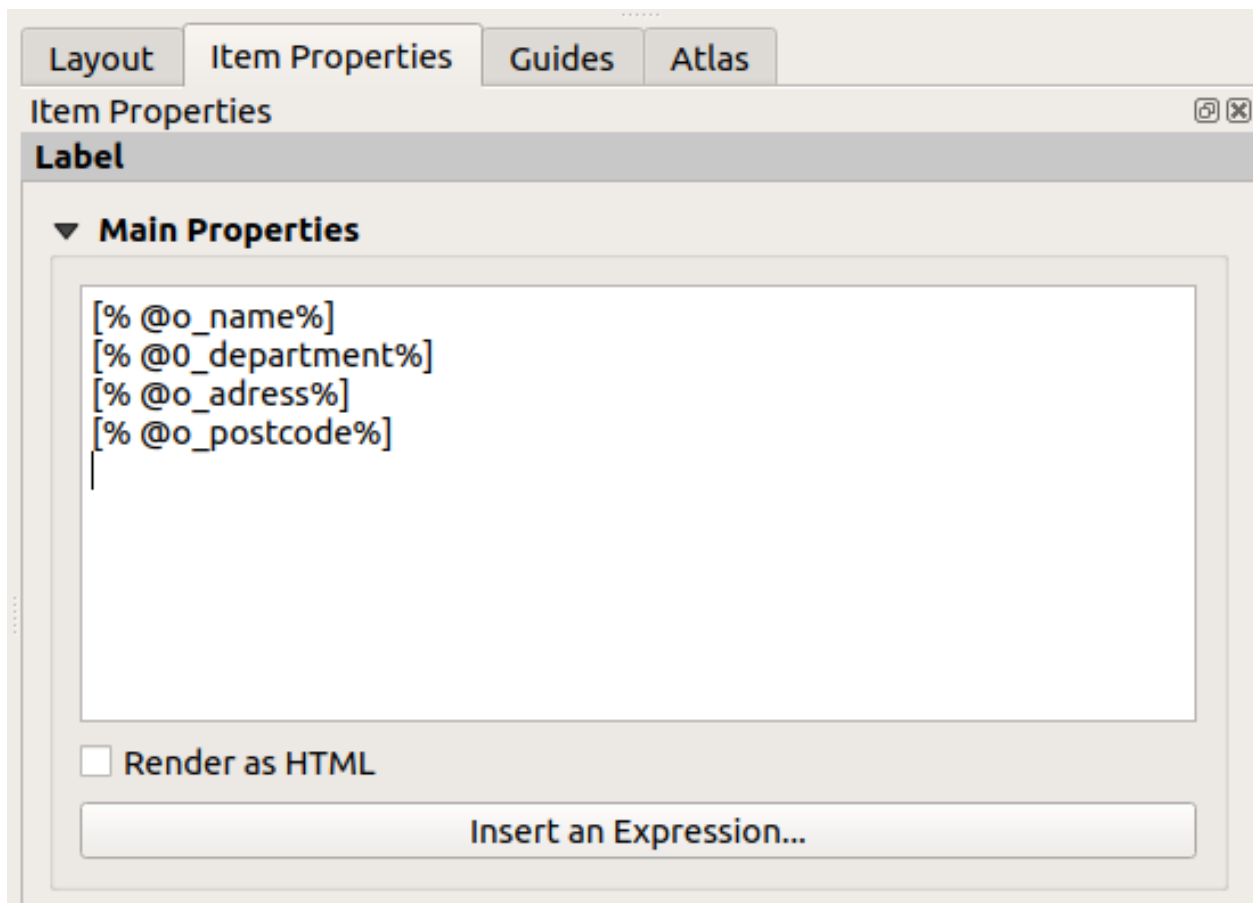 Layout Item Properties Guides Atlas
Item Properties
Label
Main Properties
[% @o_name%]
[% @0_department%]
[% @o_adress%]
[% @o_postcode%]
Render as HTML
Insert an Expression...